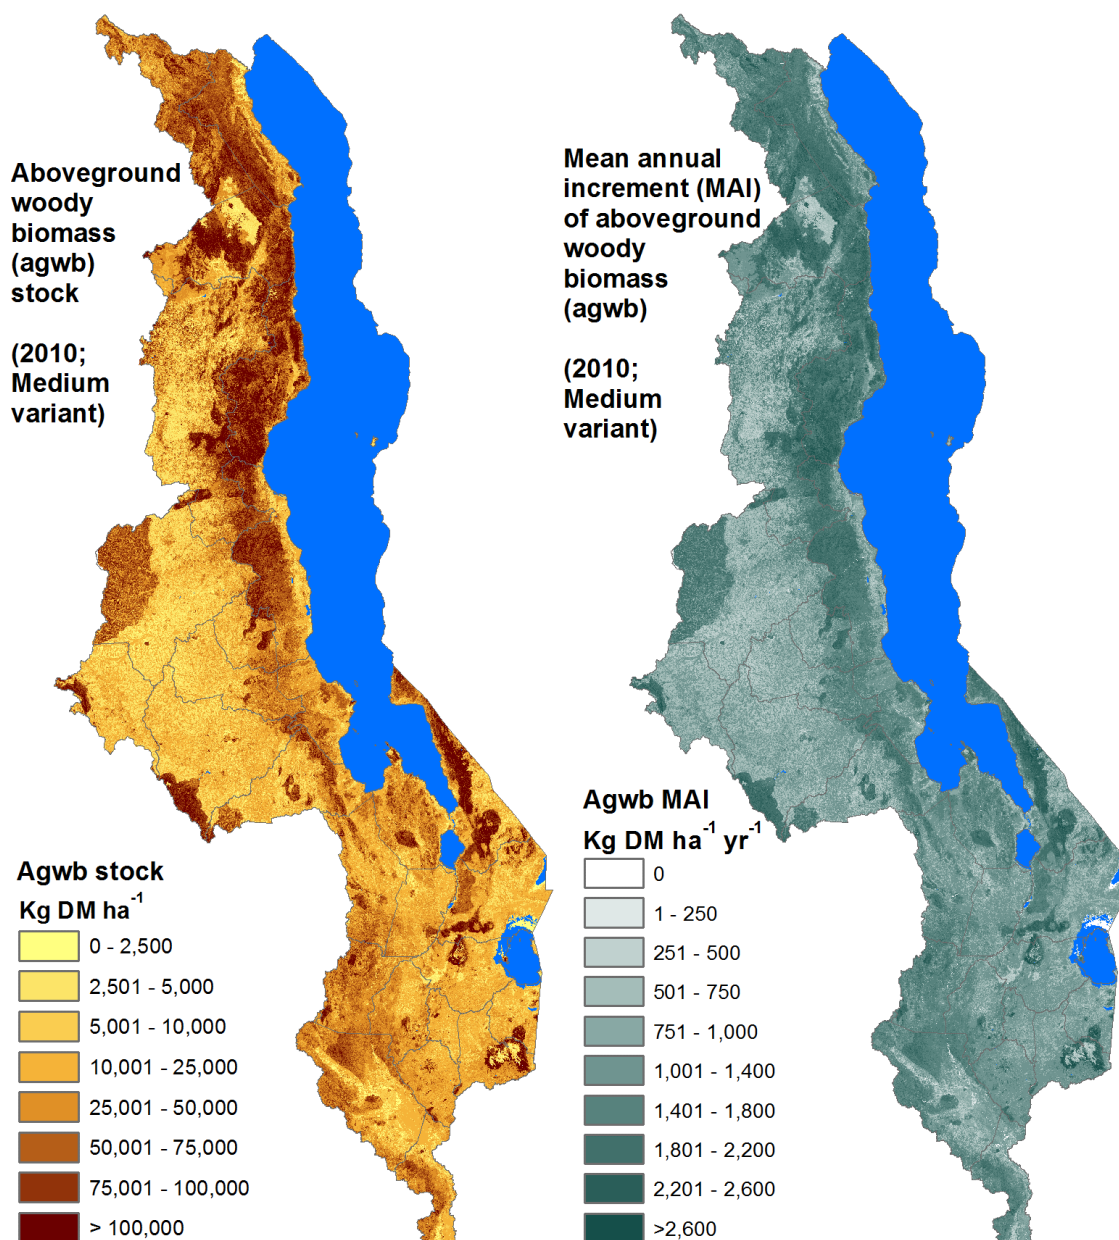 Aboveground
woody
biomass
(agwb)
stock
(2010;
Medium
variant)
Agwb stock
Kg DM ha⁻¹
0 - 2,500
2,501 - 5,000
5,001 - 10,000
10,001 - 25,000
25,001 - 50,000
50,001 - 75,000
75,001 - 100,000
> 100,000
Mean annual
increment (MAI)
of aboveground
woody
biomass
(agwb)
(2010;
Medium
variant)
Agwb MAI
Kg DM ha⁻¹ yr⁻¹
0
1 - 250
251 - 500
501 - 750
751 - 1,000
1,001 - 1,400
1,401 - 1,800
1,801 - 2,200
2,201 - 2,600
>2,600